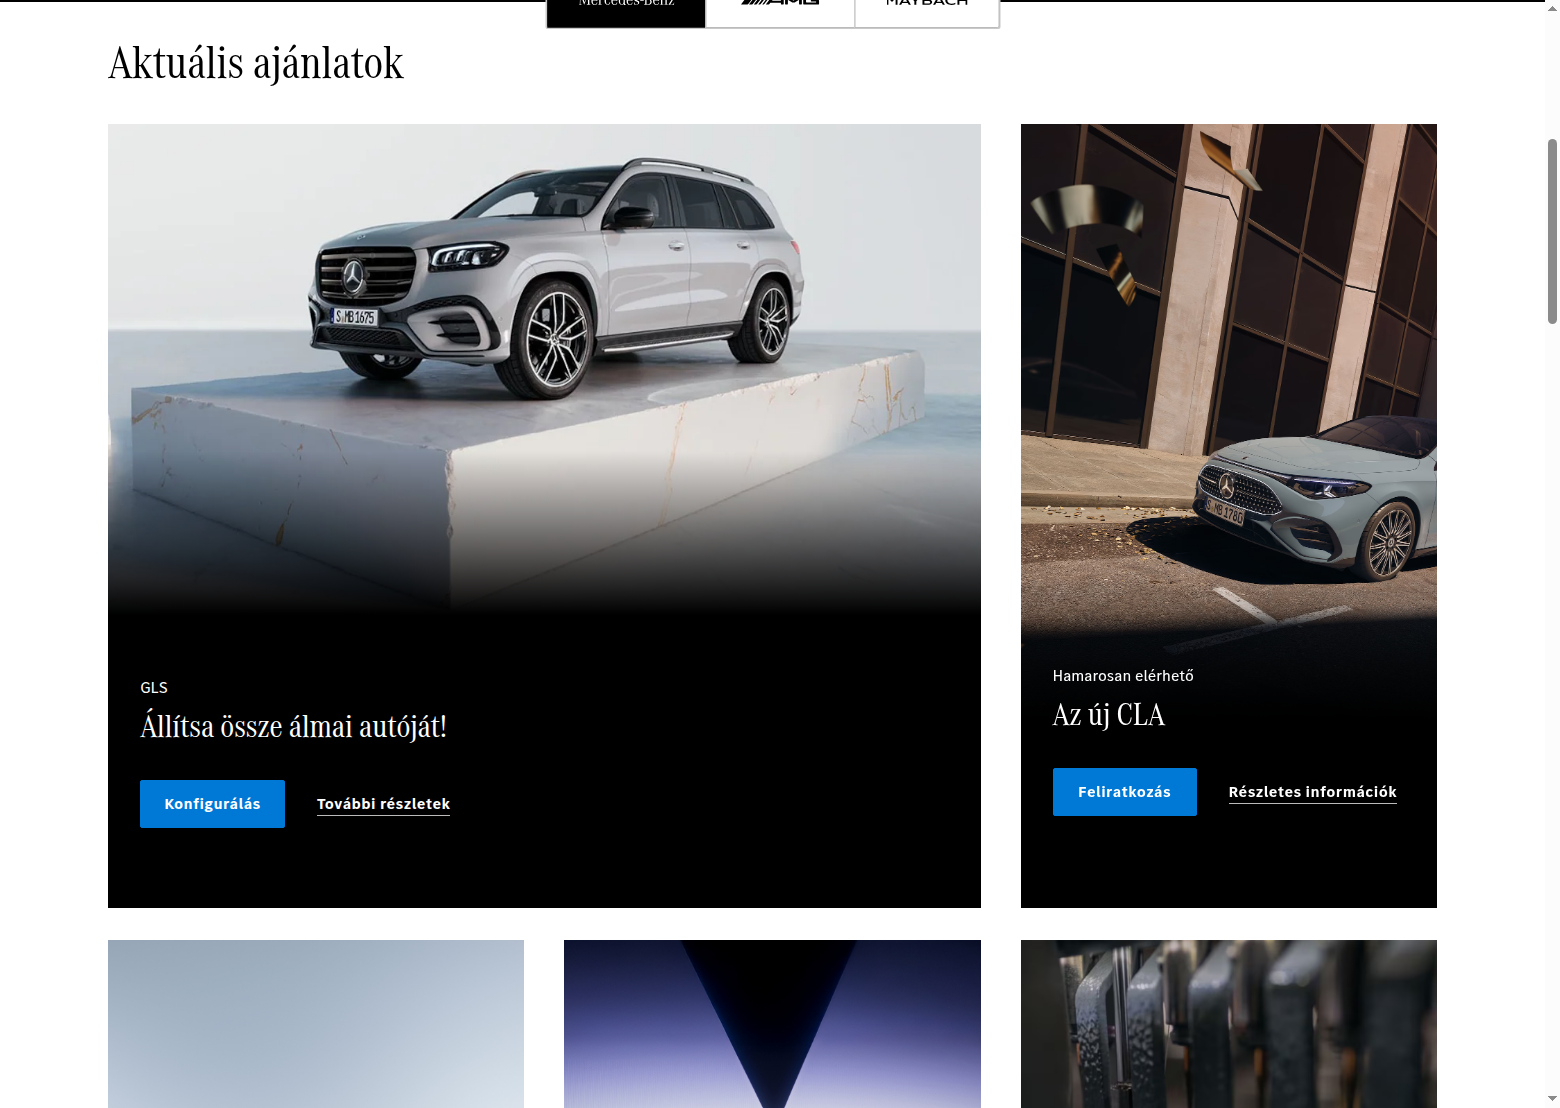 Mercedes-Benz
AMG
MAYBACH
Aktuális ajánlatok
S MB 1675
S MB 1780
GLS
Állítsa össze álmai autóját!
Konfigurálás
További részletek
Hamarosan elérhető
Az új CLA
Feliratkozás
Részletes információk